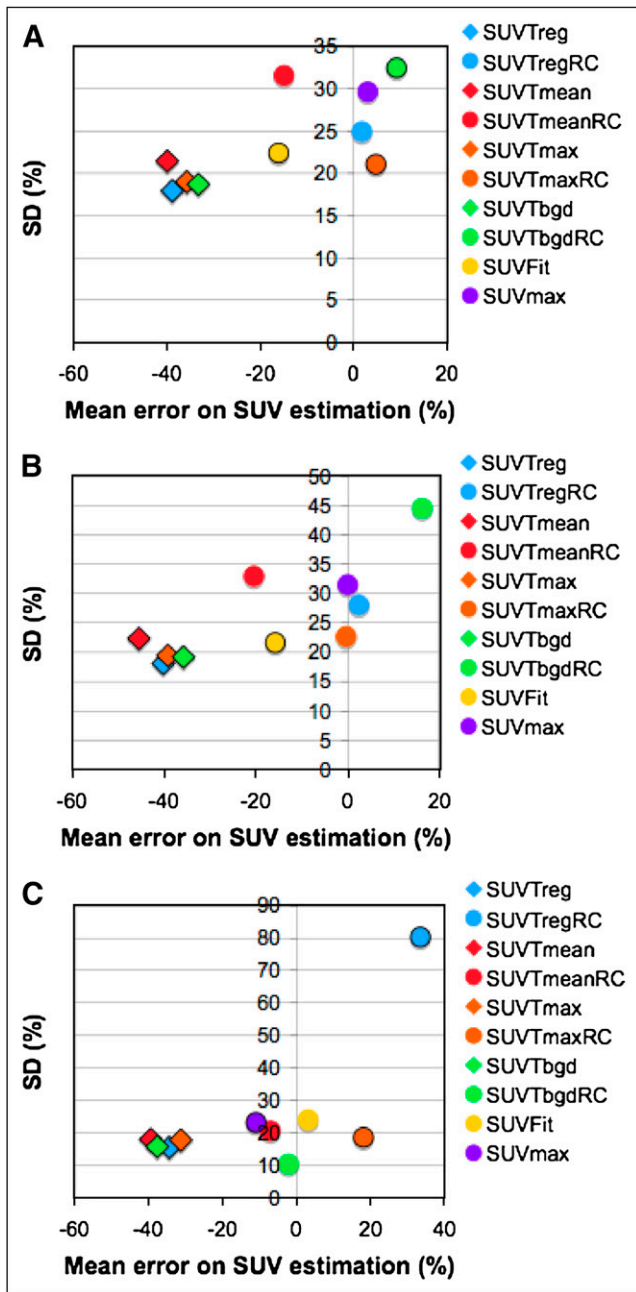 A
SD (%)
35
30
25
20
15
10
5
0
-60 -40 -20 0 20
Mean error on SUV estimation (%)
SUVTreg
SUVTregRC
SUVTmean
SUVTmeanRC
SUVTmax
SUVTmaxRC
SUVTbgd
SUVTbgdRC
SUVFit
SUVmax
B
SD (%)
50
45
40
35
30
25
20
15
10
5
0
-60 -40 -20 0 20
Mean error on SUV estimation (%)
SUVTreg
SUVTregRC
SUVTmean
SUVTmeanRC
SUVTmax
SUVTmaxRC
SUVTbgd
SUVTbgdRC
SUVFit
SUVmax
C
SD (%)
90
80
70
60
50
40
30
20
10
0
-60 -40 -20 0 20 40
Mean error on SUV estimation (%)
SUVTreg
SUVTregRC
SUVTmean
SUVTmeanRC
SUVTmax
SUVTmaxRC
SUVTbgd
SUVTbgdRC
SUVFit
SUVmax